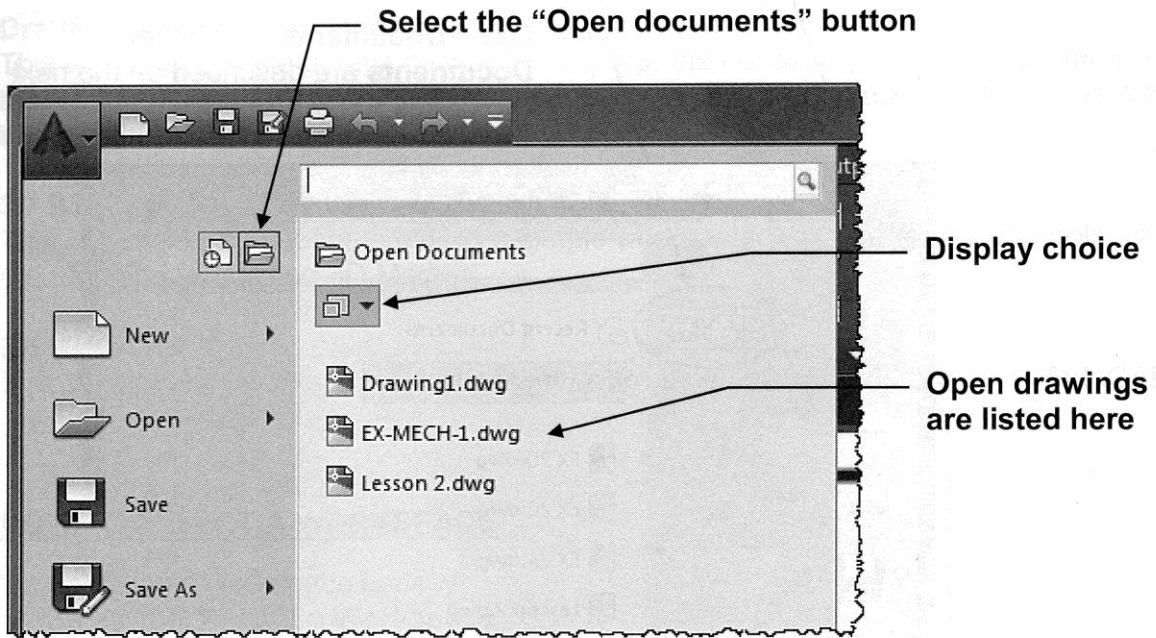 Select the “Open documents” button
Open Documents
Display choice
New
Drawing1.dwg
Open drawings
are listed here
Open
EX-MECH-1.dwg
Lesson 2.dwg
Save
Save As